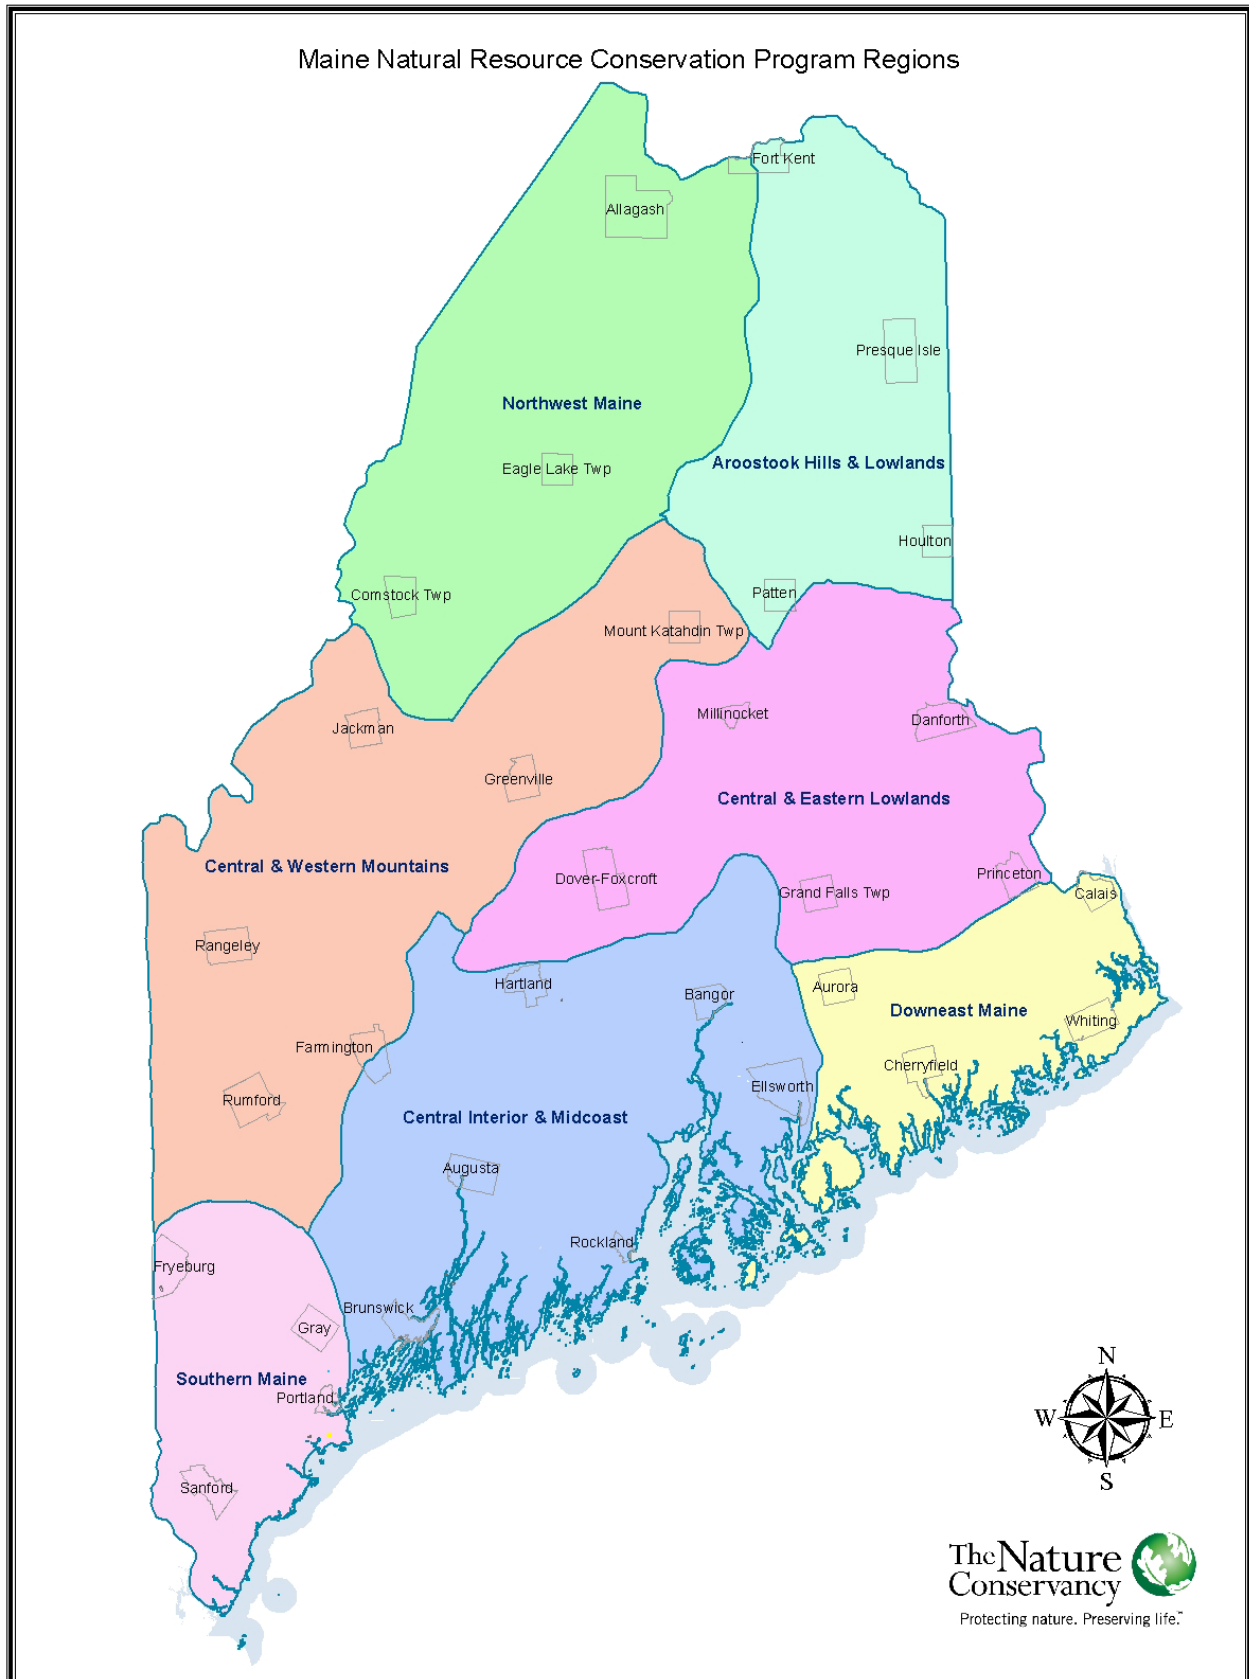 Maine Natural Resource Conservation Program Regions
Fort Kent
Allagash
Presque Isle
Northwest Maine
Aroostook Hills & Lowlands
Eagle Lake Twp
Houlton
Comstock Twp
Patten
Mount Katahdin Twp
Millinocket
Danforth
Jackman
Greenville
Central & Eastern Lowlands
Central & Western Mountains
Dover-Foxcroft
Princeton
Grand Falls Twp
Calais
Rangeley
Hartland
Bangor
Aurora
Downeast Maine
Whiting
Farmington
Cherryfield
Ellsworth
Rumford
Central Interior & Midcoast
Augusta
Rockland
Fryeburg
Brunswick
Gray
Southern Maine
Portland
Sanford
N
W E
S
The Nature
Conservancy
Protecting nature. Preserving life.™